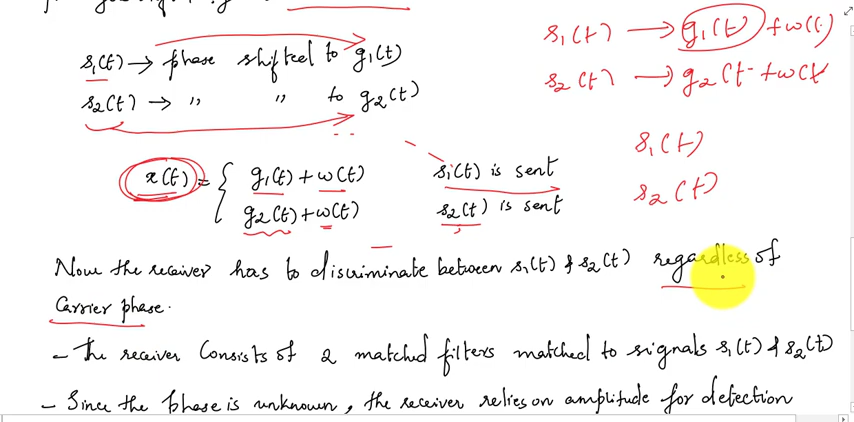 s₁(t) → g₁(t) + w(t)
s₂(t) → g₂(t) + w(t)
s₁(t) → phase shifted to g₁(t)
s₂(t) → " " to g₂(t)
s₁(t)
s₂(t)
x(t) = { g₁(t) + w(t) s₁(t) is sent
g₂(t) + w(t) s₂(t) is sent
Now the receiver has to discriminate between s₁(t) & s₂(t) regardless of
Carrier phase.
- The receiver consists of 2 matched filters matched to signals s₁(t) & s₂(t)
- Since the phase is unknown, the receiver relies on amplitude for detection